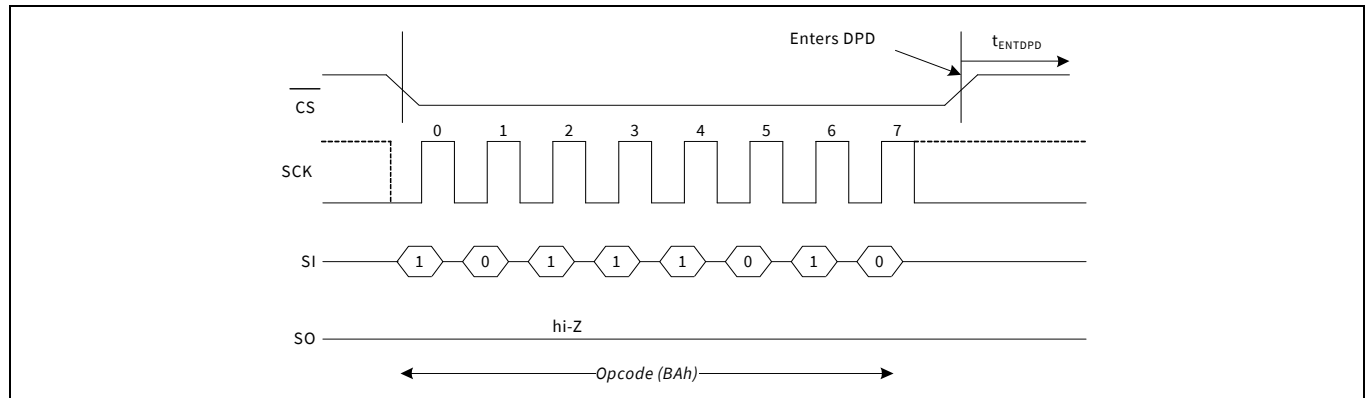 Enters DPD
tENTDPD
CS
0 1 2 3 4 5 6 7
SCK
SI 1 0 1 1 1 0 1 0
hi-Z
SO
Opcode (BAh)